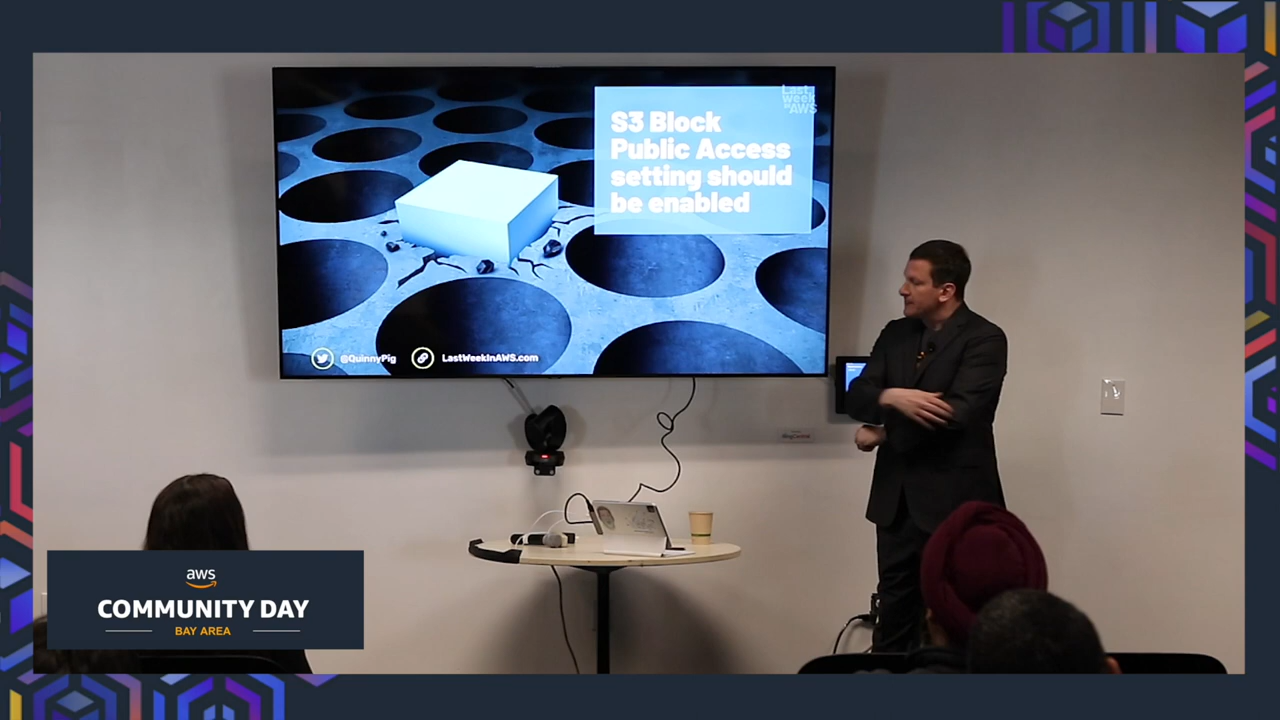 Last
week
in AWS
S3 Block
Public Access
setting should
be enabled
@QuinnyPig
LastWeekInAWS.com
aws
COMMUNITY DAY
BAY AREA